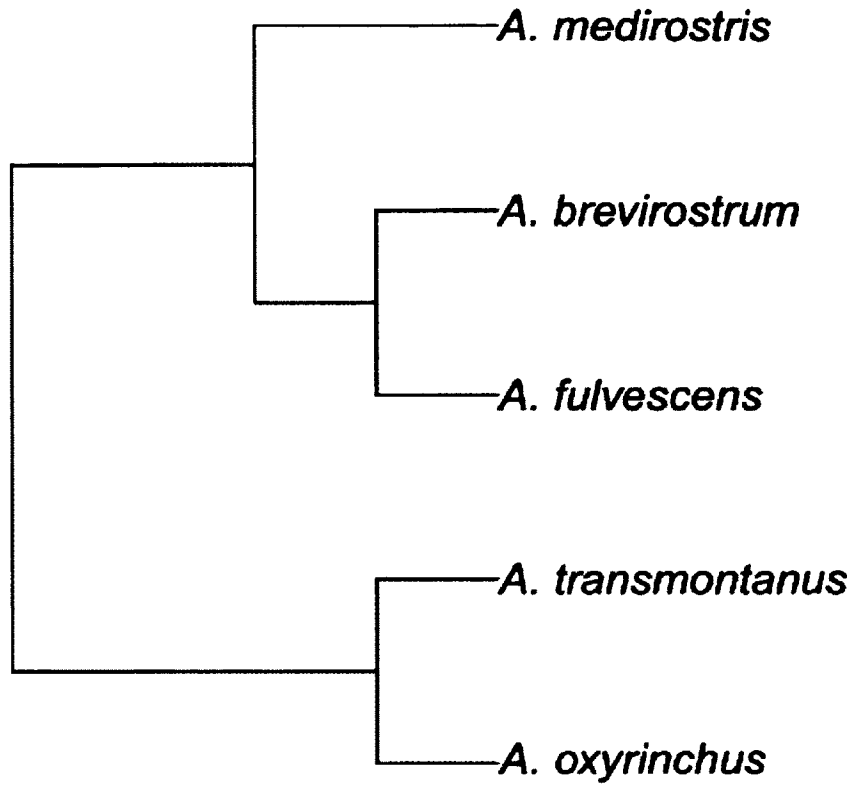 A. medirostris
A. brevirostrum
A. fulvescens
A. transmontanus
A. oxyrinchus